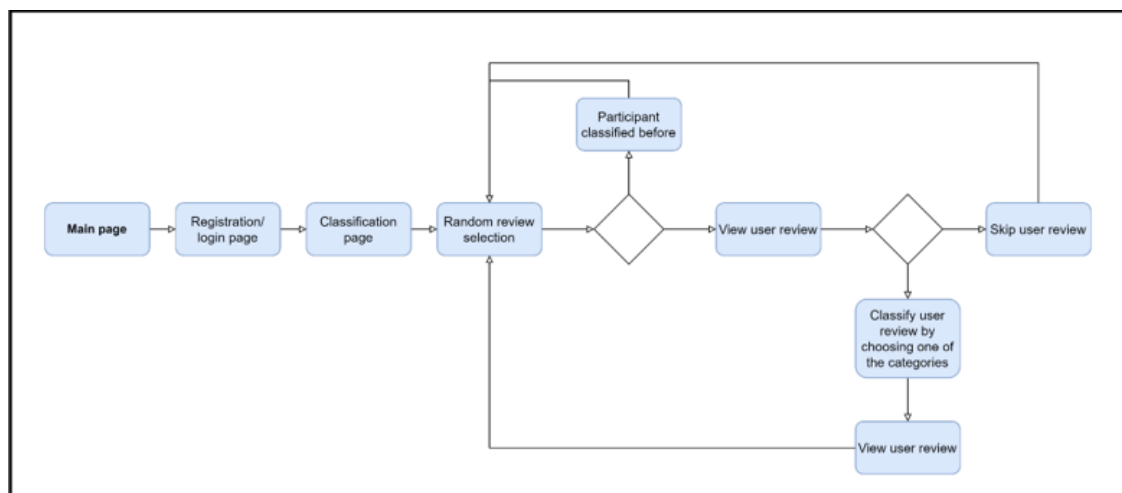 Participant
classified before
Main page
Registration/
login page
Classification
page
Random review
selection
View user review
Skip user review
Classify user
review by
choosing one of
the categories
View user review